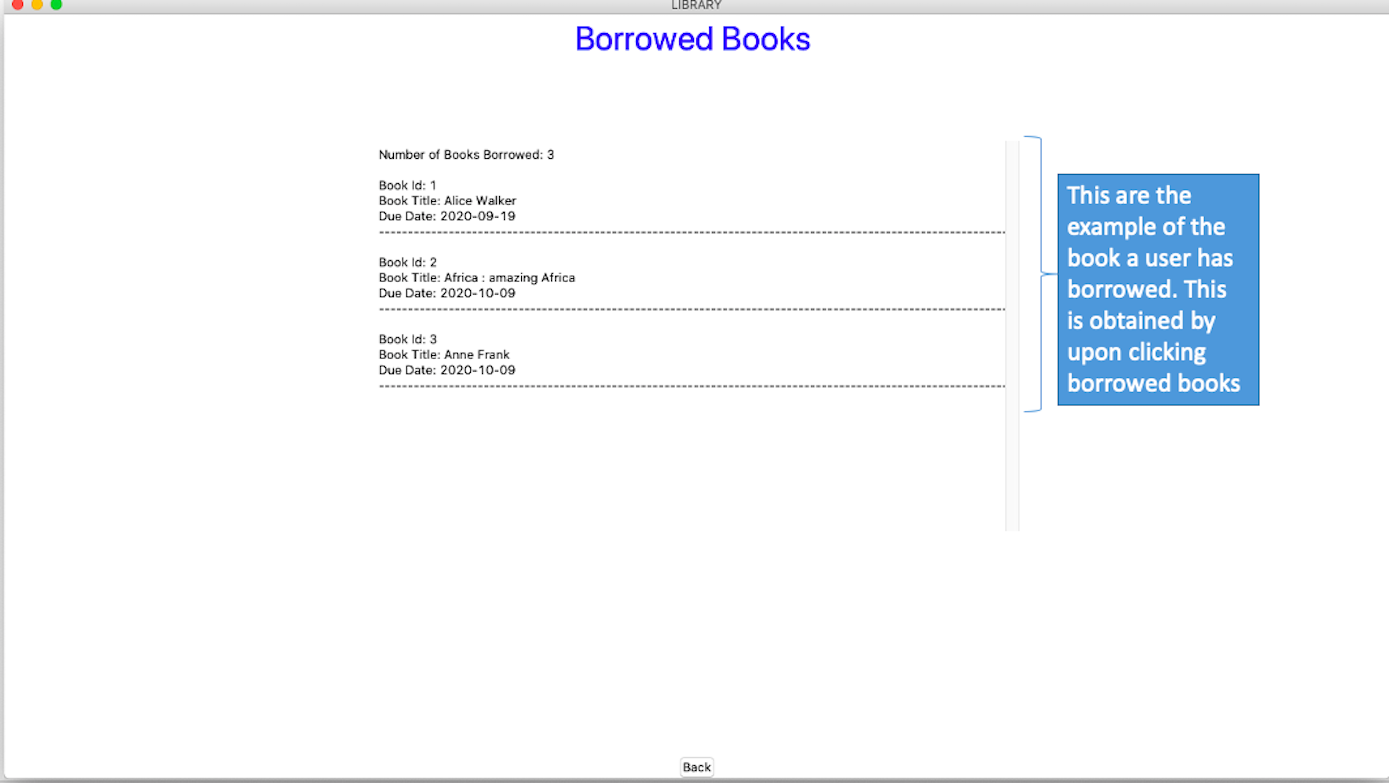 LIBRARY
Borrowed Books
Number of Books Borrowed: 3
Book Id: 1
Book Title: Alice Walker
Due Date: 2020-09-19
Book Id: 2
Book Title: Africa : amazing Africa
Due Date: 2020-10-09
Book Id: 3
Book Title: Anne Frank
Due Date: 2020-10-09
This are the
example of the
book a user has
borrowed. This
is obtained by
upon clicking
borrowed books
Back